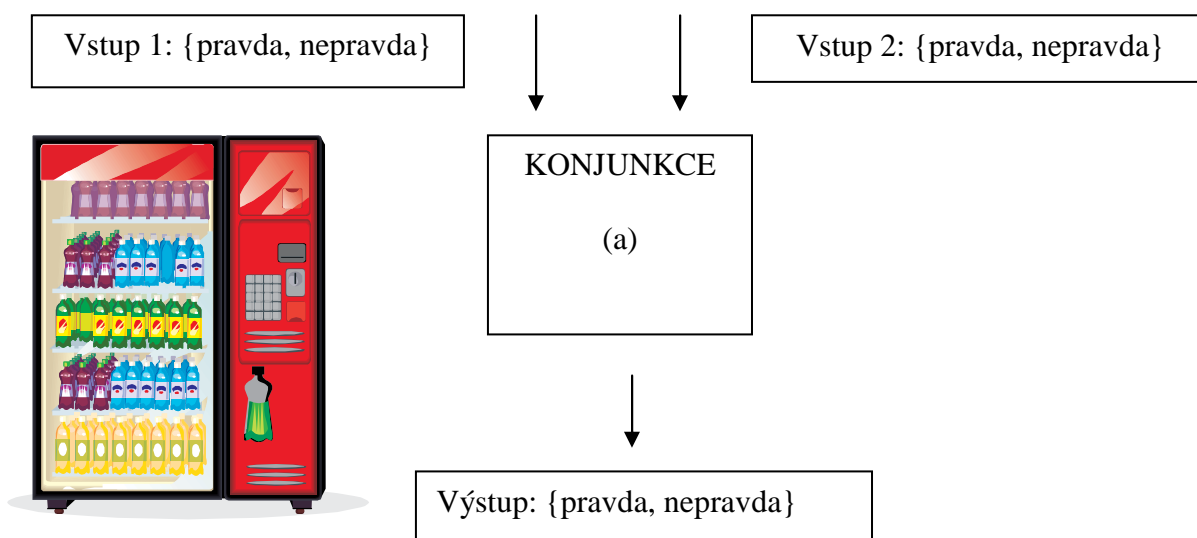 Vstup 1: {pravda, nepravda}
Vstup 2: {pravda, nepravda}
KONJUNKCE
(a)
Výstup: {pravda, nepravda}